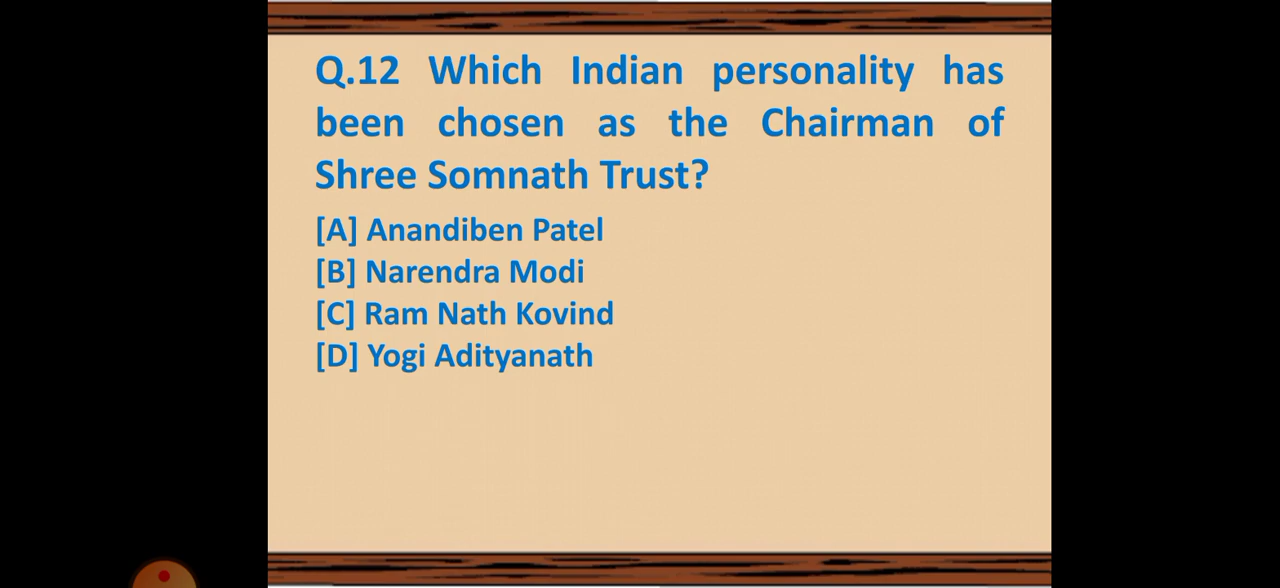 Q.12 Which Indian personality has
been chosen as the Chairman of
Shree Somnath Trust?
[A] Anandiben Patel
[B] Narendra Modi
[C] Ram Nath Kovind
[D] Yogi Adityanath